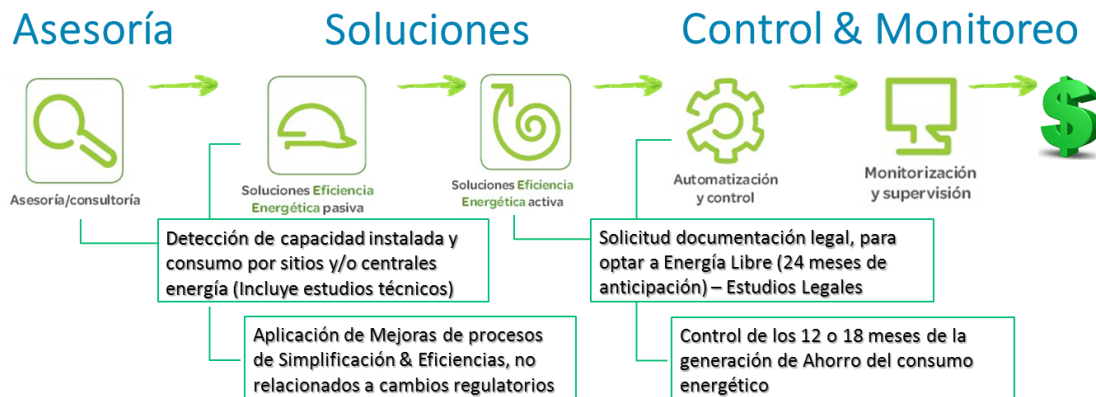 Asesoría
Soluciones
Control & Monitoreo
$
Asesoría/consultoría
Soluciones Eficiencia
Energética pasiva
Soluciones Eficiencia
Energética activa
Automatización
y control
Monitorización
y supervisión
Detección de capacidad instalada y
consumo por sitios y/o centrales
energía (Incluye estudios técnicos)
Solicitud documentación legal, para
optar a Energía Libre (24 meses de
anticipación) – Estudios Legales
Aplicación de Mejoras de procesos
de Simplificación & Eficiencias, no
relacionados a cambios regulatorios
Control de los 12 o 18 meses de la
generación de Ahorro del consumo
energético